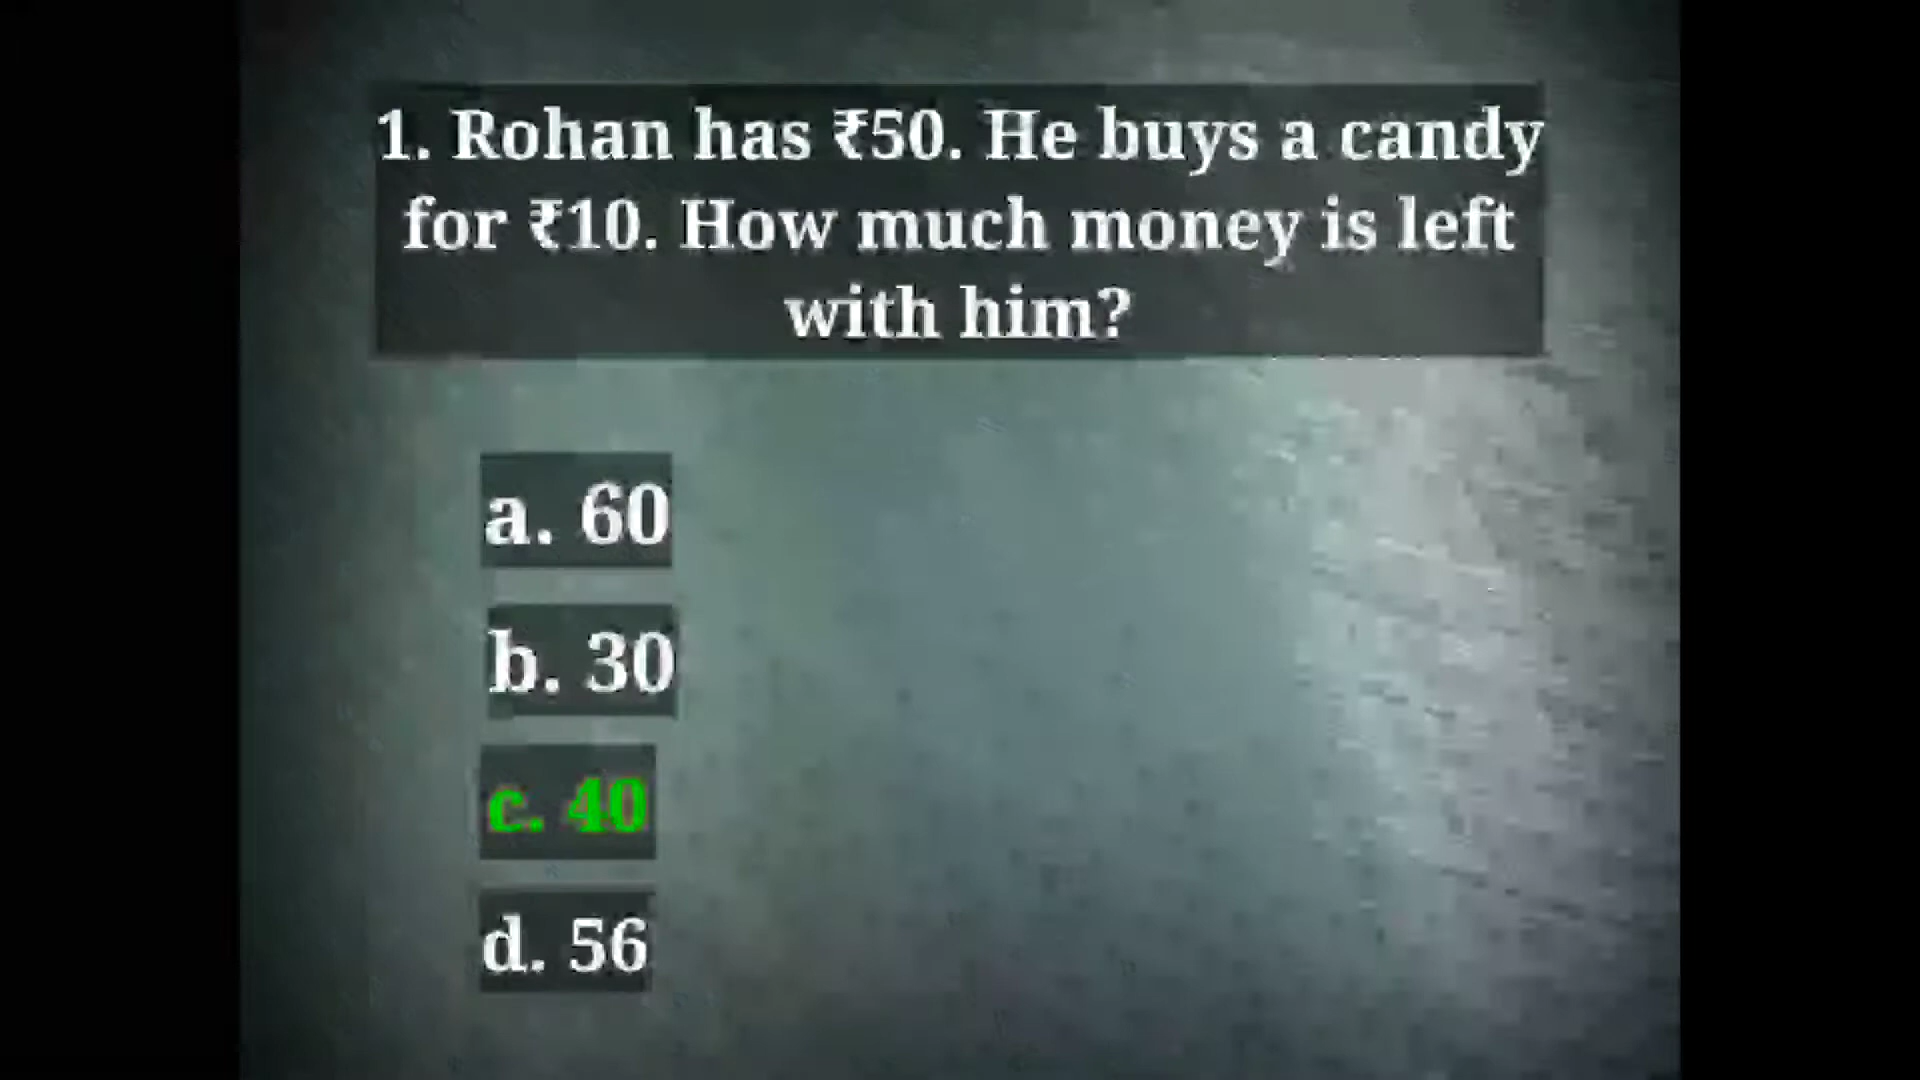 1. Rohan has ₹50. He buys a candy
for ₹10. How much money is left
with him?
a. 60
b. 30
c. 40
d. 56